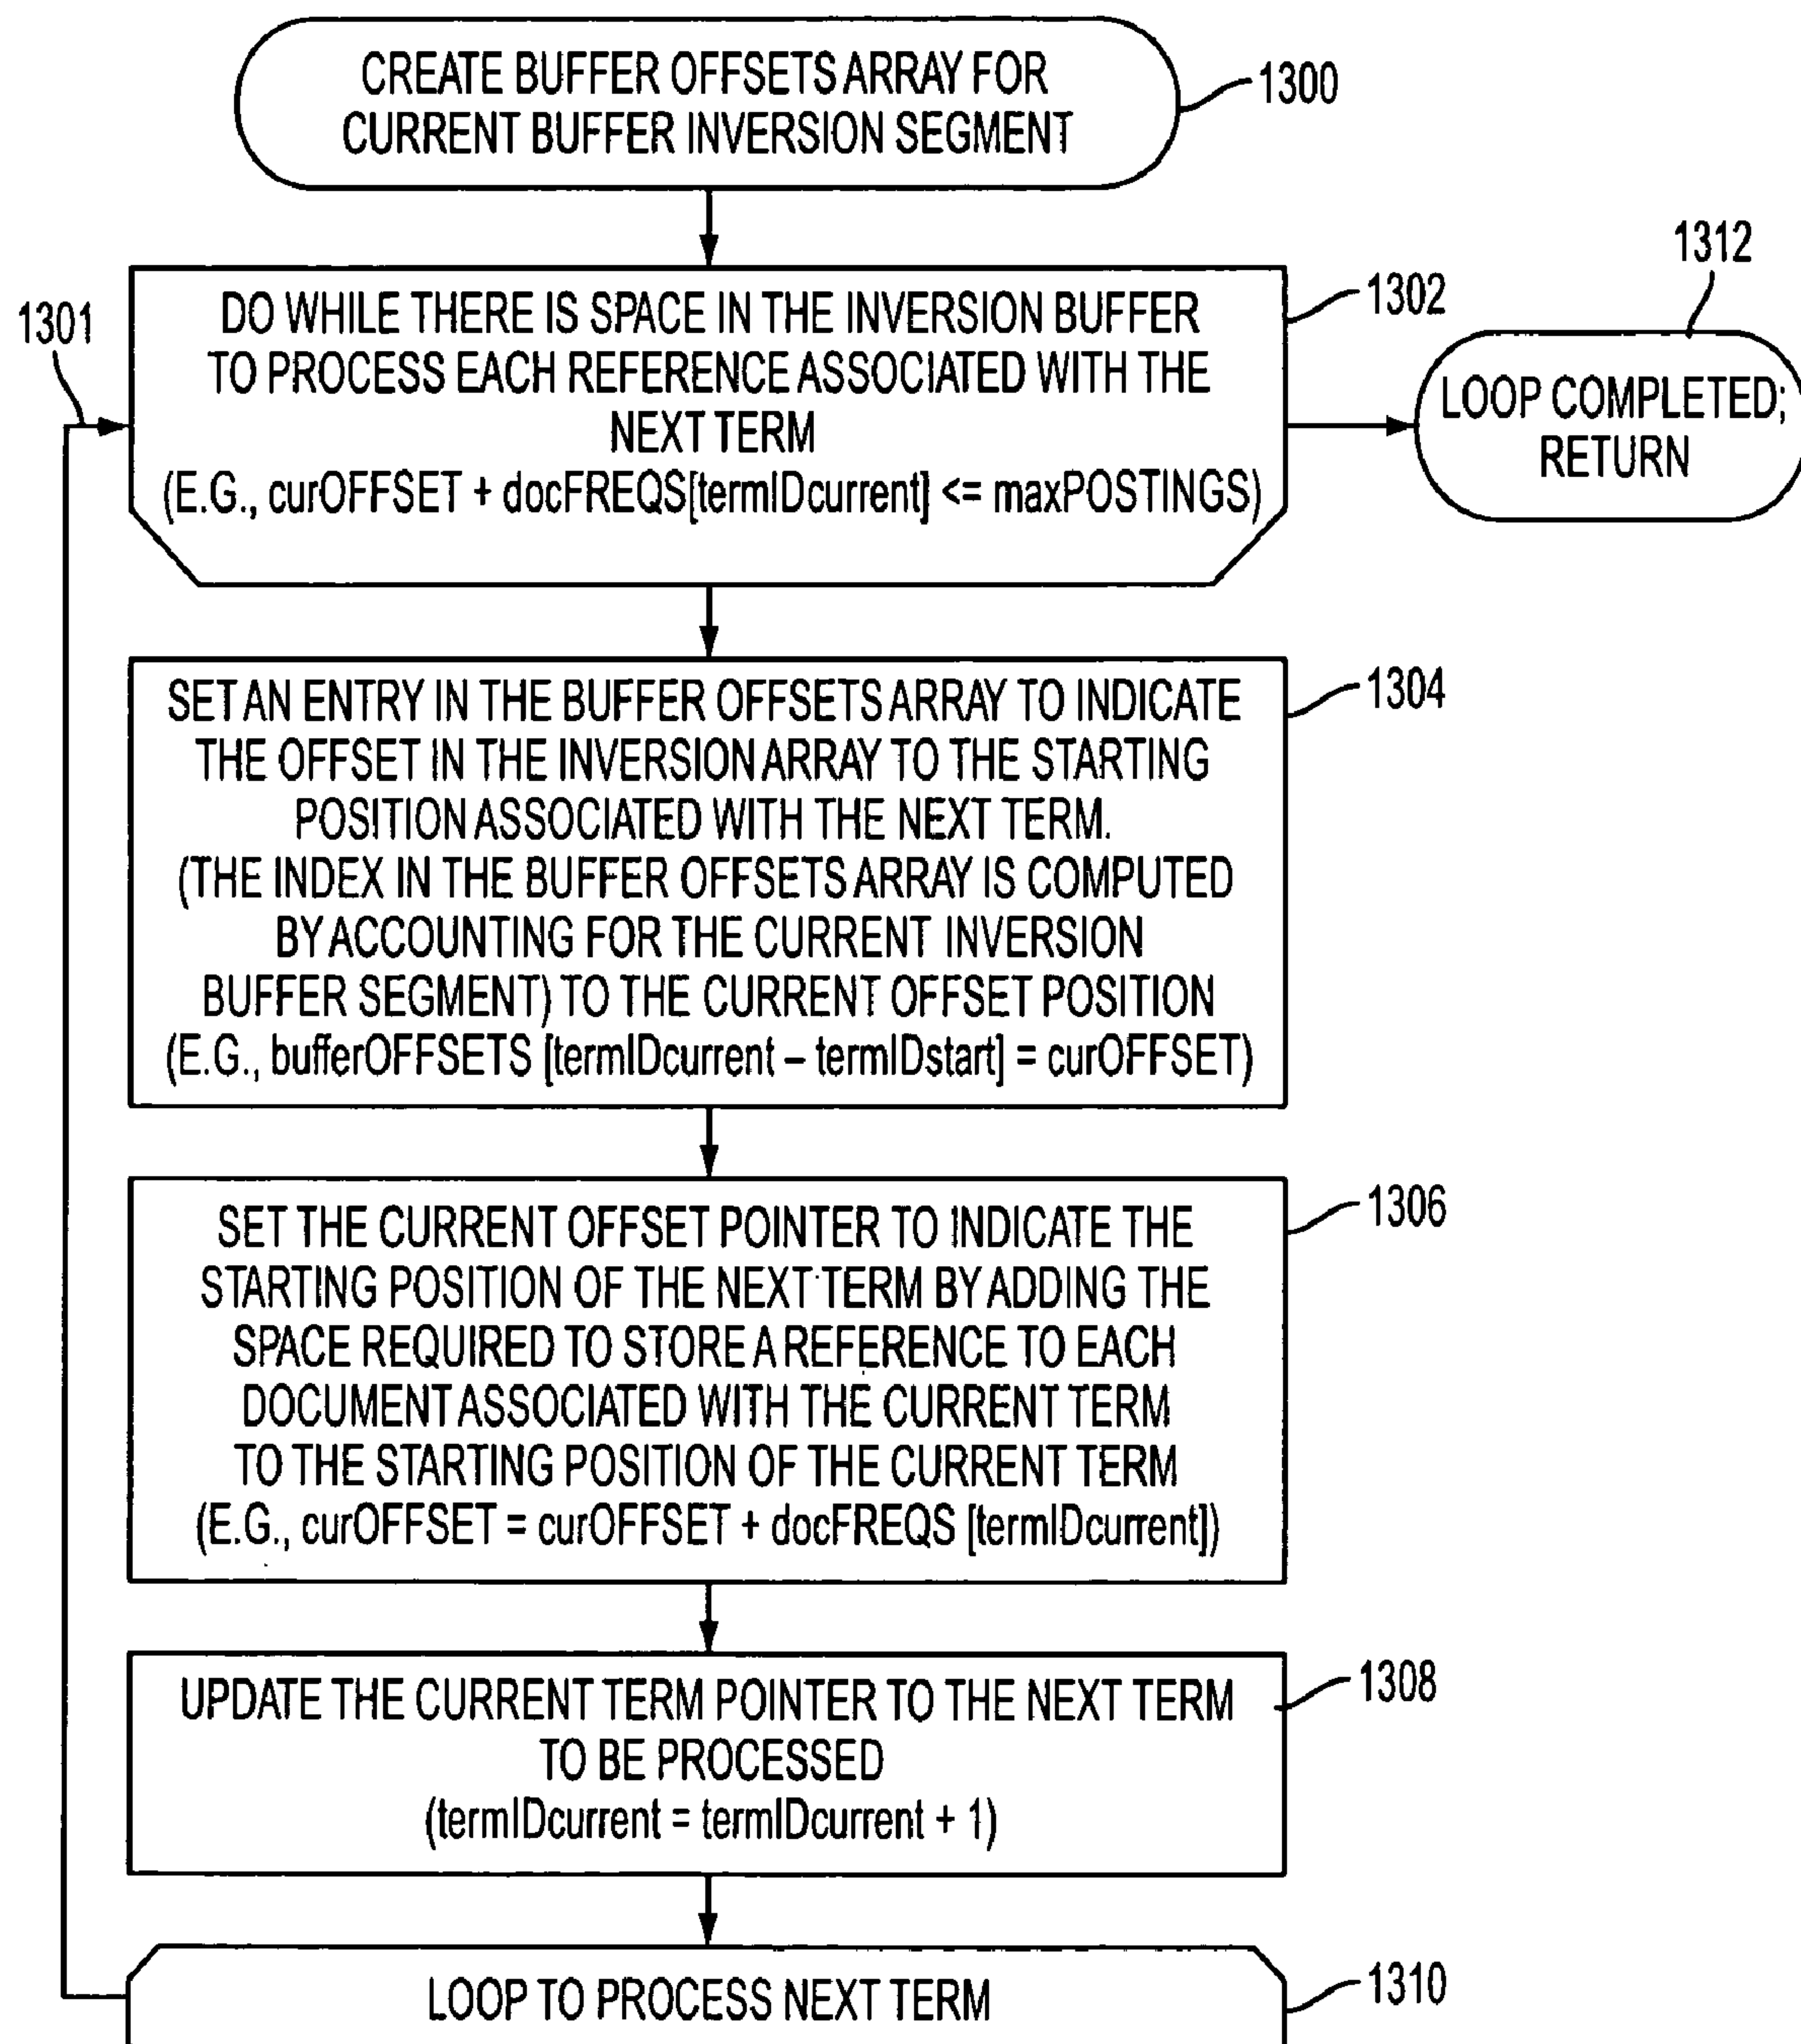 CREATE BUFFER OFFSETS ARRAY FOR
CURRENT BUFFER INVERSION SEGMENT
1300
1301
DO WHILE THERE IS SPACE IN THE INVERSION BUFFER
TO PROCESS EACH REFERENCE ASSOCIATED WITH THE
NEXT TERM
(E.G., curOFFSET + docFREQS[termIDcurrent] <= maxPOSTINGS)
1302
1312
LOOP COMPLETED;
RETURN
SET AN ENTRY IN THE BUFFER OFFSETS ARRAY TO INDICATE
THE OFFSET IN THE INVERSION ARRAY TO THE STARTING
POSITION ASSOCIATED WITH THE NEXT TERM.
(THE INDEX IN THE BUFFER OFFSETS ARRAY IS COMPUTED
BY ACCOUNTING FOR THE CURRENT INVERSION
BUFFER SEGMENT) TO THE CURRENT OFFSET POSITION
(E.G., bufferOFFSETS [termIDcurrent – termIDstart] = curOFFSET)
1304
SET THE CURRENT OFFSET POINTER TO INDICATE THE
STARTING POSITION OF THE NEXT TERM BY ADDING THE
SPACE REQUIRED TO STORE A REFERENCE TO EACH
DOCUMENT ASSOCIATED WITH THE CURRENT TERM
TO THE STARTING POSITION OF THE CURRENT TERM
(E.G., curOFFSET = curOFFSET + docFREQS [termIDcurrent])
1306
UPDATE THE CURRENT TERM POINTER TO THE NEXT TERM
TO BE PROCESSED
(termIDcurrent = termIDcurrent + 1)
1308
LOOP TO PROCESS NEXT TERM
1310